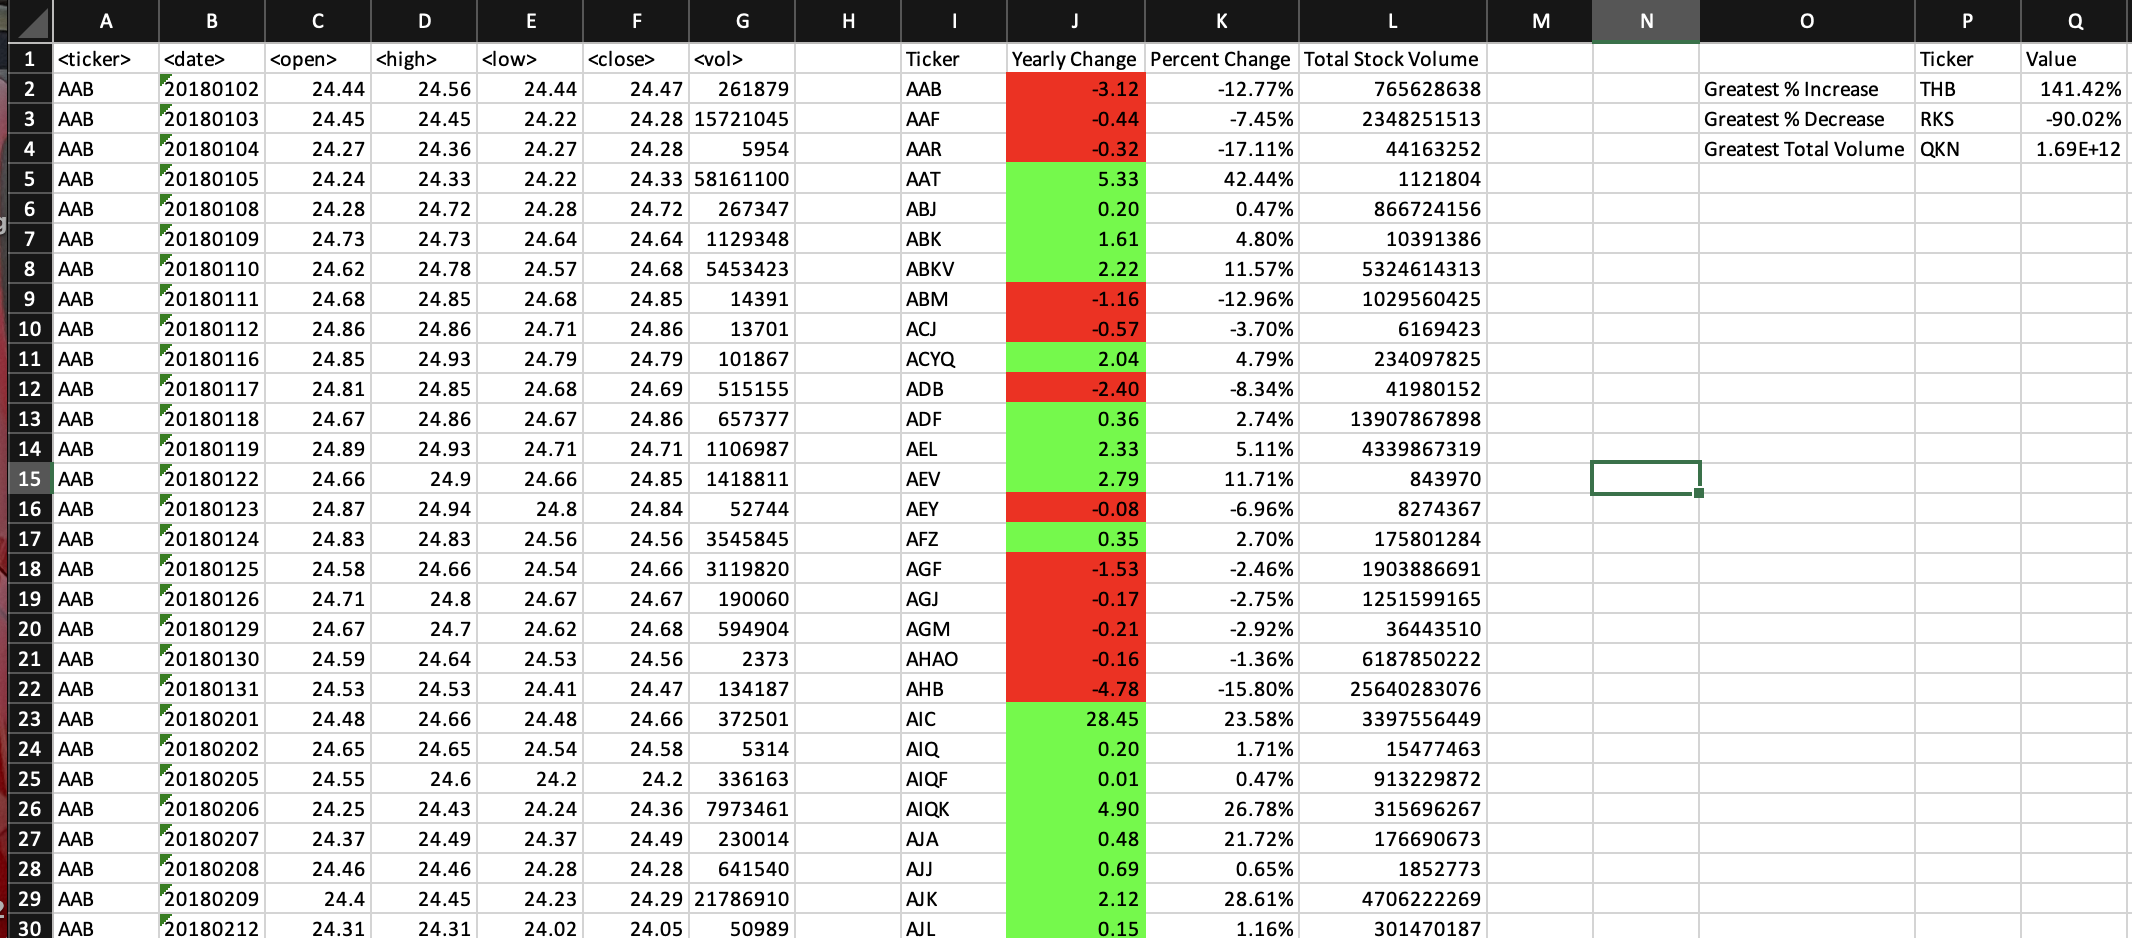 A B C D E F G H I J K L M N O P Q
1 <ticker> <date> <open> <high> <low> <close> <vol> Ticker Yearly Change Percent Change Total Stock Volume Ticker Value
2 AAB 20180102 24.44 24.56 24.44 24.47 261879 AAB -3.12 -12.77% 765628638 Greatest % Increase THB 141.42%
3 AAB 20180103 24.45 24.45 24.22 24.28 15721045 AAF -0.44 -7.45% 2348251513 Greatest % Decrease RKS -90.02%
4 AAB 20180104 24.27 24.36 24.27 24.28 5954 AAR -0.32 -17.11% 44163252 Greatest Total Volume QKN 1.69E+12
5 AAB 20180105 24.24 24.33 24.22 24.33 58161100 AAT 5.33 42.44% 1121804
6 AAB 20180108 24.28 24.72 24.28 24.72 267347 ABJ 0.20 0.47% 866724156
7 AAB 20180109 24.73 24.73 24.64 24.64 1129348 ABK 1.61 4.80% 10391386
8 AAB 20180110 24.62 24.78 24.57 24.68 5453423 ABKV 2.22 11.57% 5324614313
9 AAB 20180111 24.68 24.85 24.68 24.85 14391 ABM -1.16 -12.96% 1029560425
10 AAB 20180112 24.86 24.86 24.71 24.86 13701 ACJ -0.57 -3.70% 6169423
11 AAB 20180116 24.85 24.93 24.79 24.79 101867 ACYQ 2.04 4.79% 234097825
12 AAB 20180117 24.81 24.85 24.68 24.69 515155 ADB -2.40 -8.34% 41980152
13 AAB 20180118 24.67 24.86 24.67 24.86 657377 ADF 0.36 2.74% 13907867898
14 AAB 20180119 24.89 24.93 24.71 24.71 1106987 AEL 2.33 5.11% 4339867319
15 AAB 20180122 24.66 24.9 24.66 24.85 1418811 AEV 2.79 11.71% 843970
16 AAB 20180123 24.87 24.94 24.8 24.84 52744 AEY -0.08 -6.96% 8274367
17 AAB 20180124 24.83 24.83 24.56 24.56 3545845 AFZ 0.35 2.70% 175801284
18 AAB 20180125 24.58 24.66 24.54 24.66 3119820 AGF -1.53 -2.46% 1903886691
19 AAB 20180126 24.71 24.8 24.67 24.67 190060 AGJ -0.17 -2.75% 1251599165
20 AAB 20180129 24.67 24.7 24.62 24.68 594904 AGM -0.21 -2.92% 36443510
21 AAB 20180130 24.59 24.64 24.53 24.56 2373 AHAO -0.16 -1.36% 6187850222
22 AAB 20180131 24.53 24.53 24.41 24.47 134187 AHB -4.78 -15.80% 25640283076
23 AAB 20180201 24.48 24.66 24.48 24.66 372501 AIC 28.45 23.58% 3397556449
24 AAB 20180202 24.65 24.65 24.54 24.58 5314 AIQ 0.20 1.71% 15477463
25 AAB 20180205 24.55 24.6 24.2 24.2 336163 AIQF 0.01 0.47% 913229872
26 AAB 20180206 24.25 24.43 24.24 24.36 7973461 AIQK 4.90 26.78% 315696267
27 AAB 20180207 24.37 24.49 24.37 24.49 230014 AJA 0.48 21.72% 176690673
28 AAB 20180208 24.46 24.46 24.28 24.28 641540 AJJ 0.69 0.65% 1852773
29 AAB 20180209 24.4 24.45 24.23 24.29 21786910 AJK 2.12 28.61% 4706222269
30 AAB 20180212 24.31 24.31 24.02 24.05 50989 AJL 0.15 1.16% 301470187